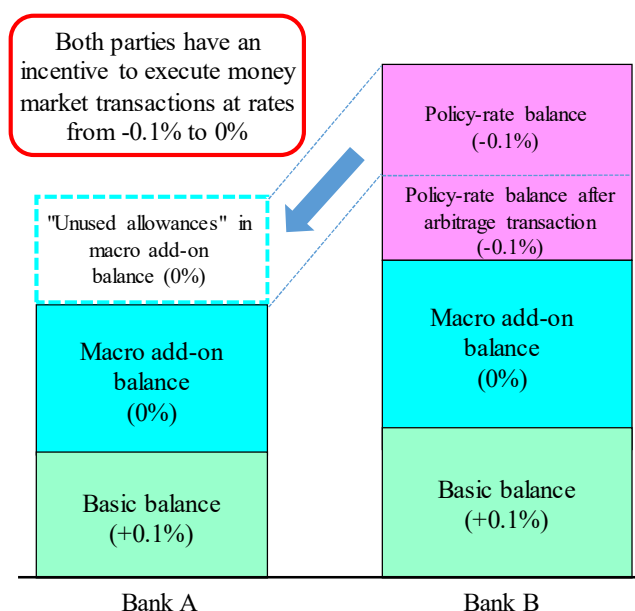 Both parties have an
incentive to execute money
market transactions at rates
from -0.1% to 0%
"Unused allowances" in
macro add-on
balance (0%)
Macro add-on
balance
(0%)
Basic balance
(+0.1%)
Bank A
Policy-rate balance
(-0.1%)
Policy-rate balance after
arbitrage transaction
(-0.1%)
Macro add-on
balance
(0%)
Basic balance
(+0.1%)
Bank B